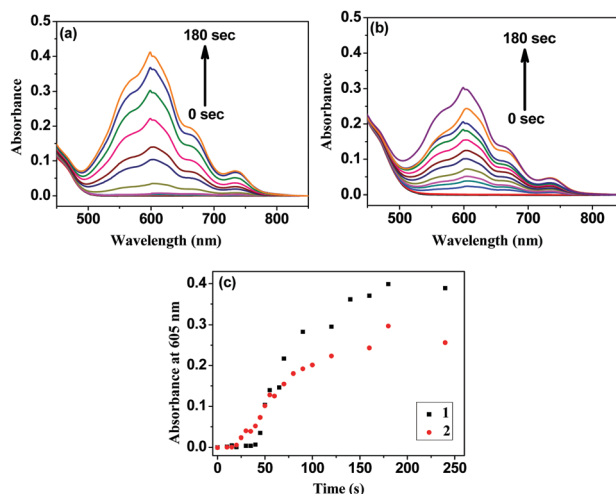 (a)
180 sec
0 sec
Absorbance
0.5
0.4
0.3
0.2
0.1
0.0
500 600 700 800
Wavelength (nm)
(b)
180 sec
0 sec
Absorbance
0.5
0.4
0.3
0.2
0.1
0.0
400 500 600 700 800
Wavelength (nm)
(c)
Absorbance at 605 nm
0.4
0.3
0.2
0.1
0.0
1
2
0 50 100 150 200 250
Time (s)